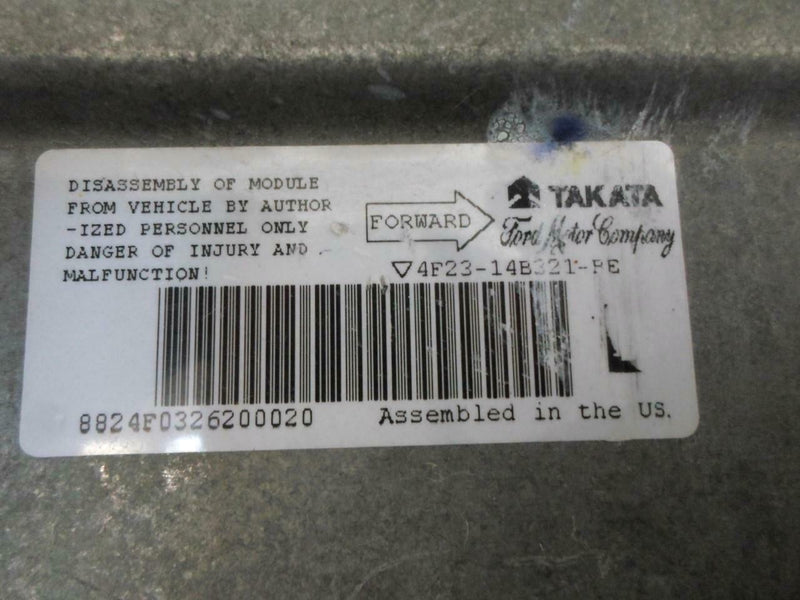 DISASSEMBLY OF MODULE
FROM VEHICLE BY AUTHOR
-IZED PERSONNEL ONLY
DANGER OF INJURY AND
MALFUNCTION!
FORWARD
TAKATA
Ford Motor Company
4F23-14B321-
8824F0326200020
Assembled in the US.